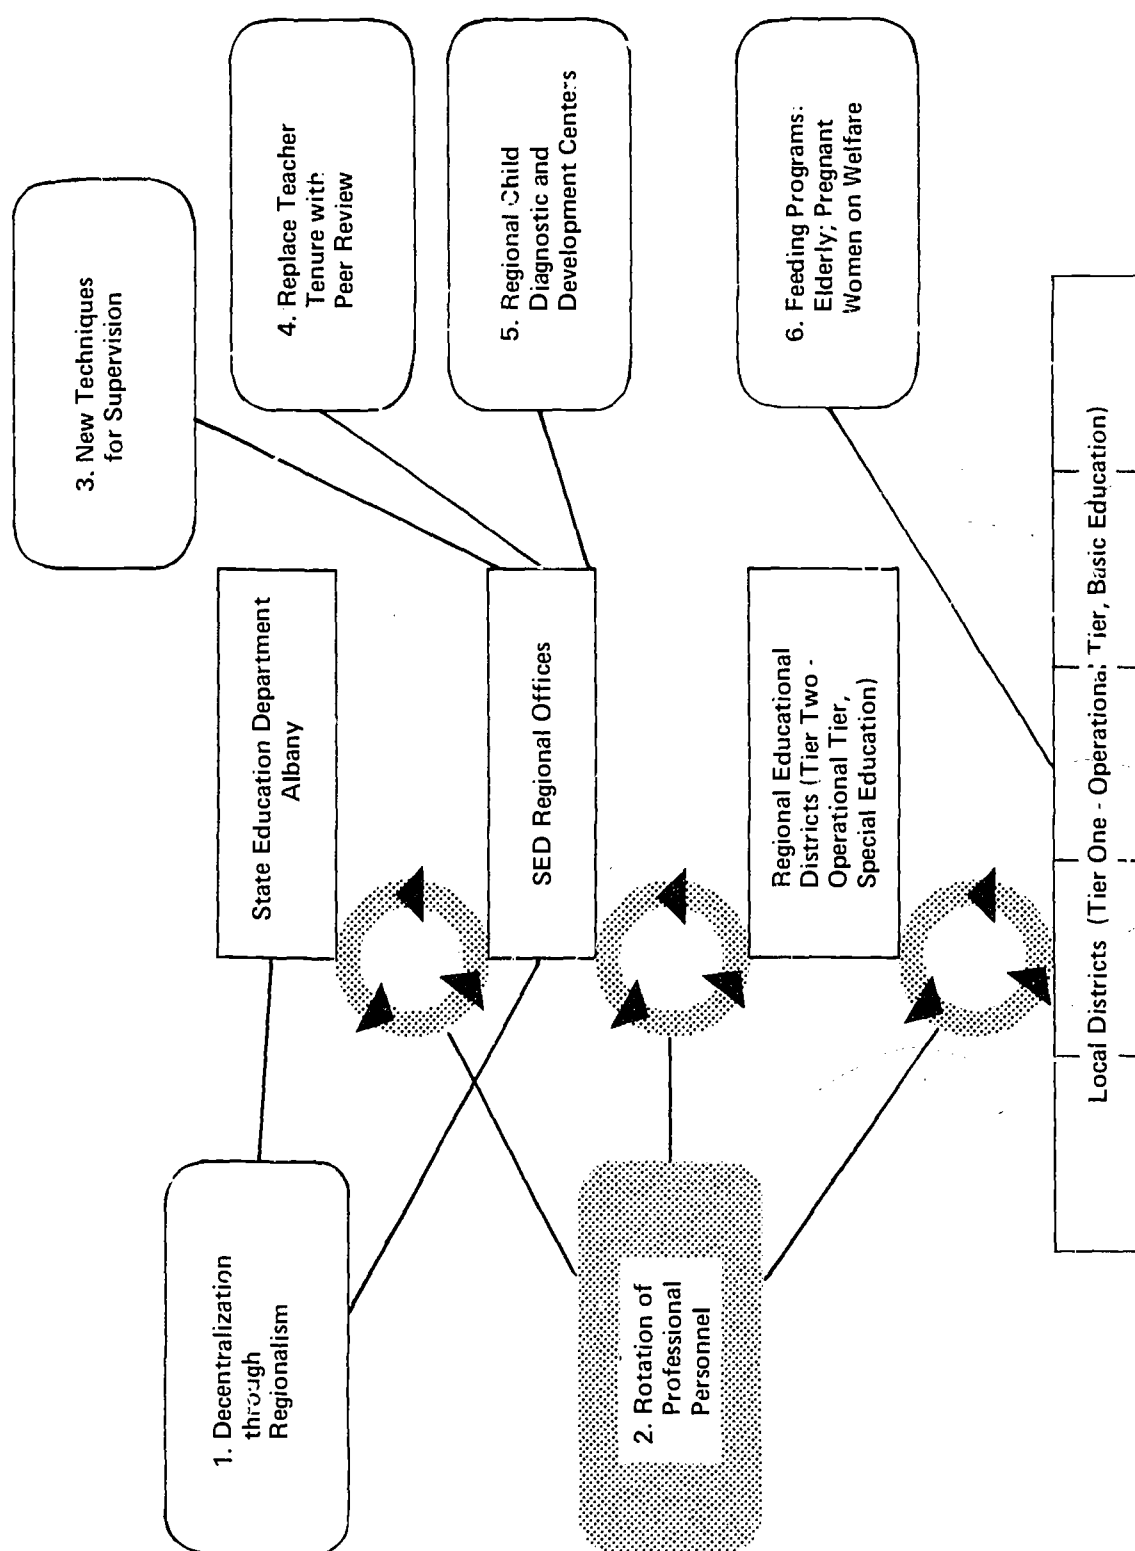 1. Decentralization
through
Regionalism
State Education Department
Albany
3. New Techniques
for Supervision
4. Replace Teacher
Tenure with
Peer Review
SED Regional Offices
5. Regional Child
Diagnostic and
Development Centers
2. Rotation of
Professional
Personnel
Regional Educational
Districts (Tier Two -
Operational Tier,
Special Education)
6. Feeding Programs:
Elderly; Pregnant
Women on Welfare
Local Districts (Tier One - Operational Tier, Basic Education)